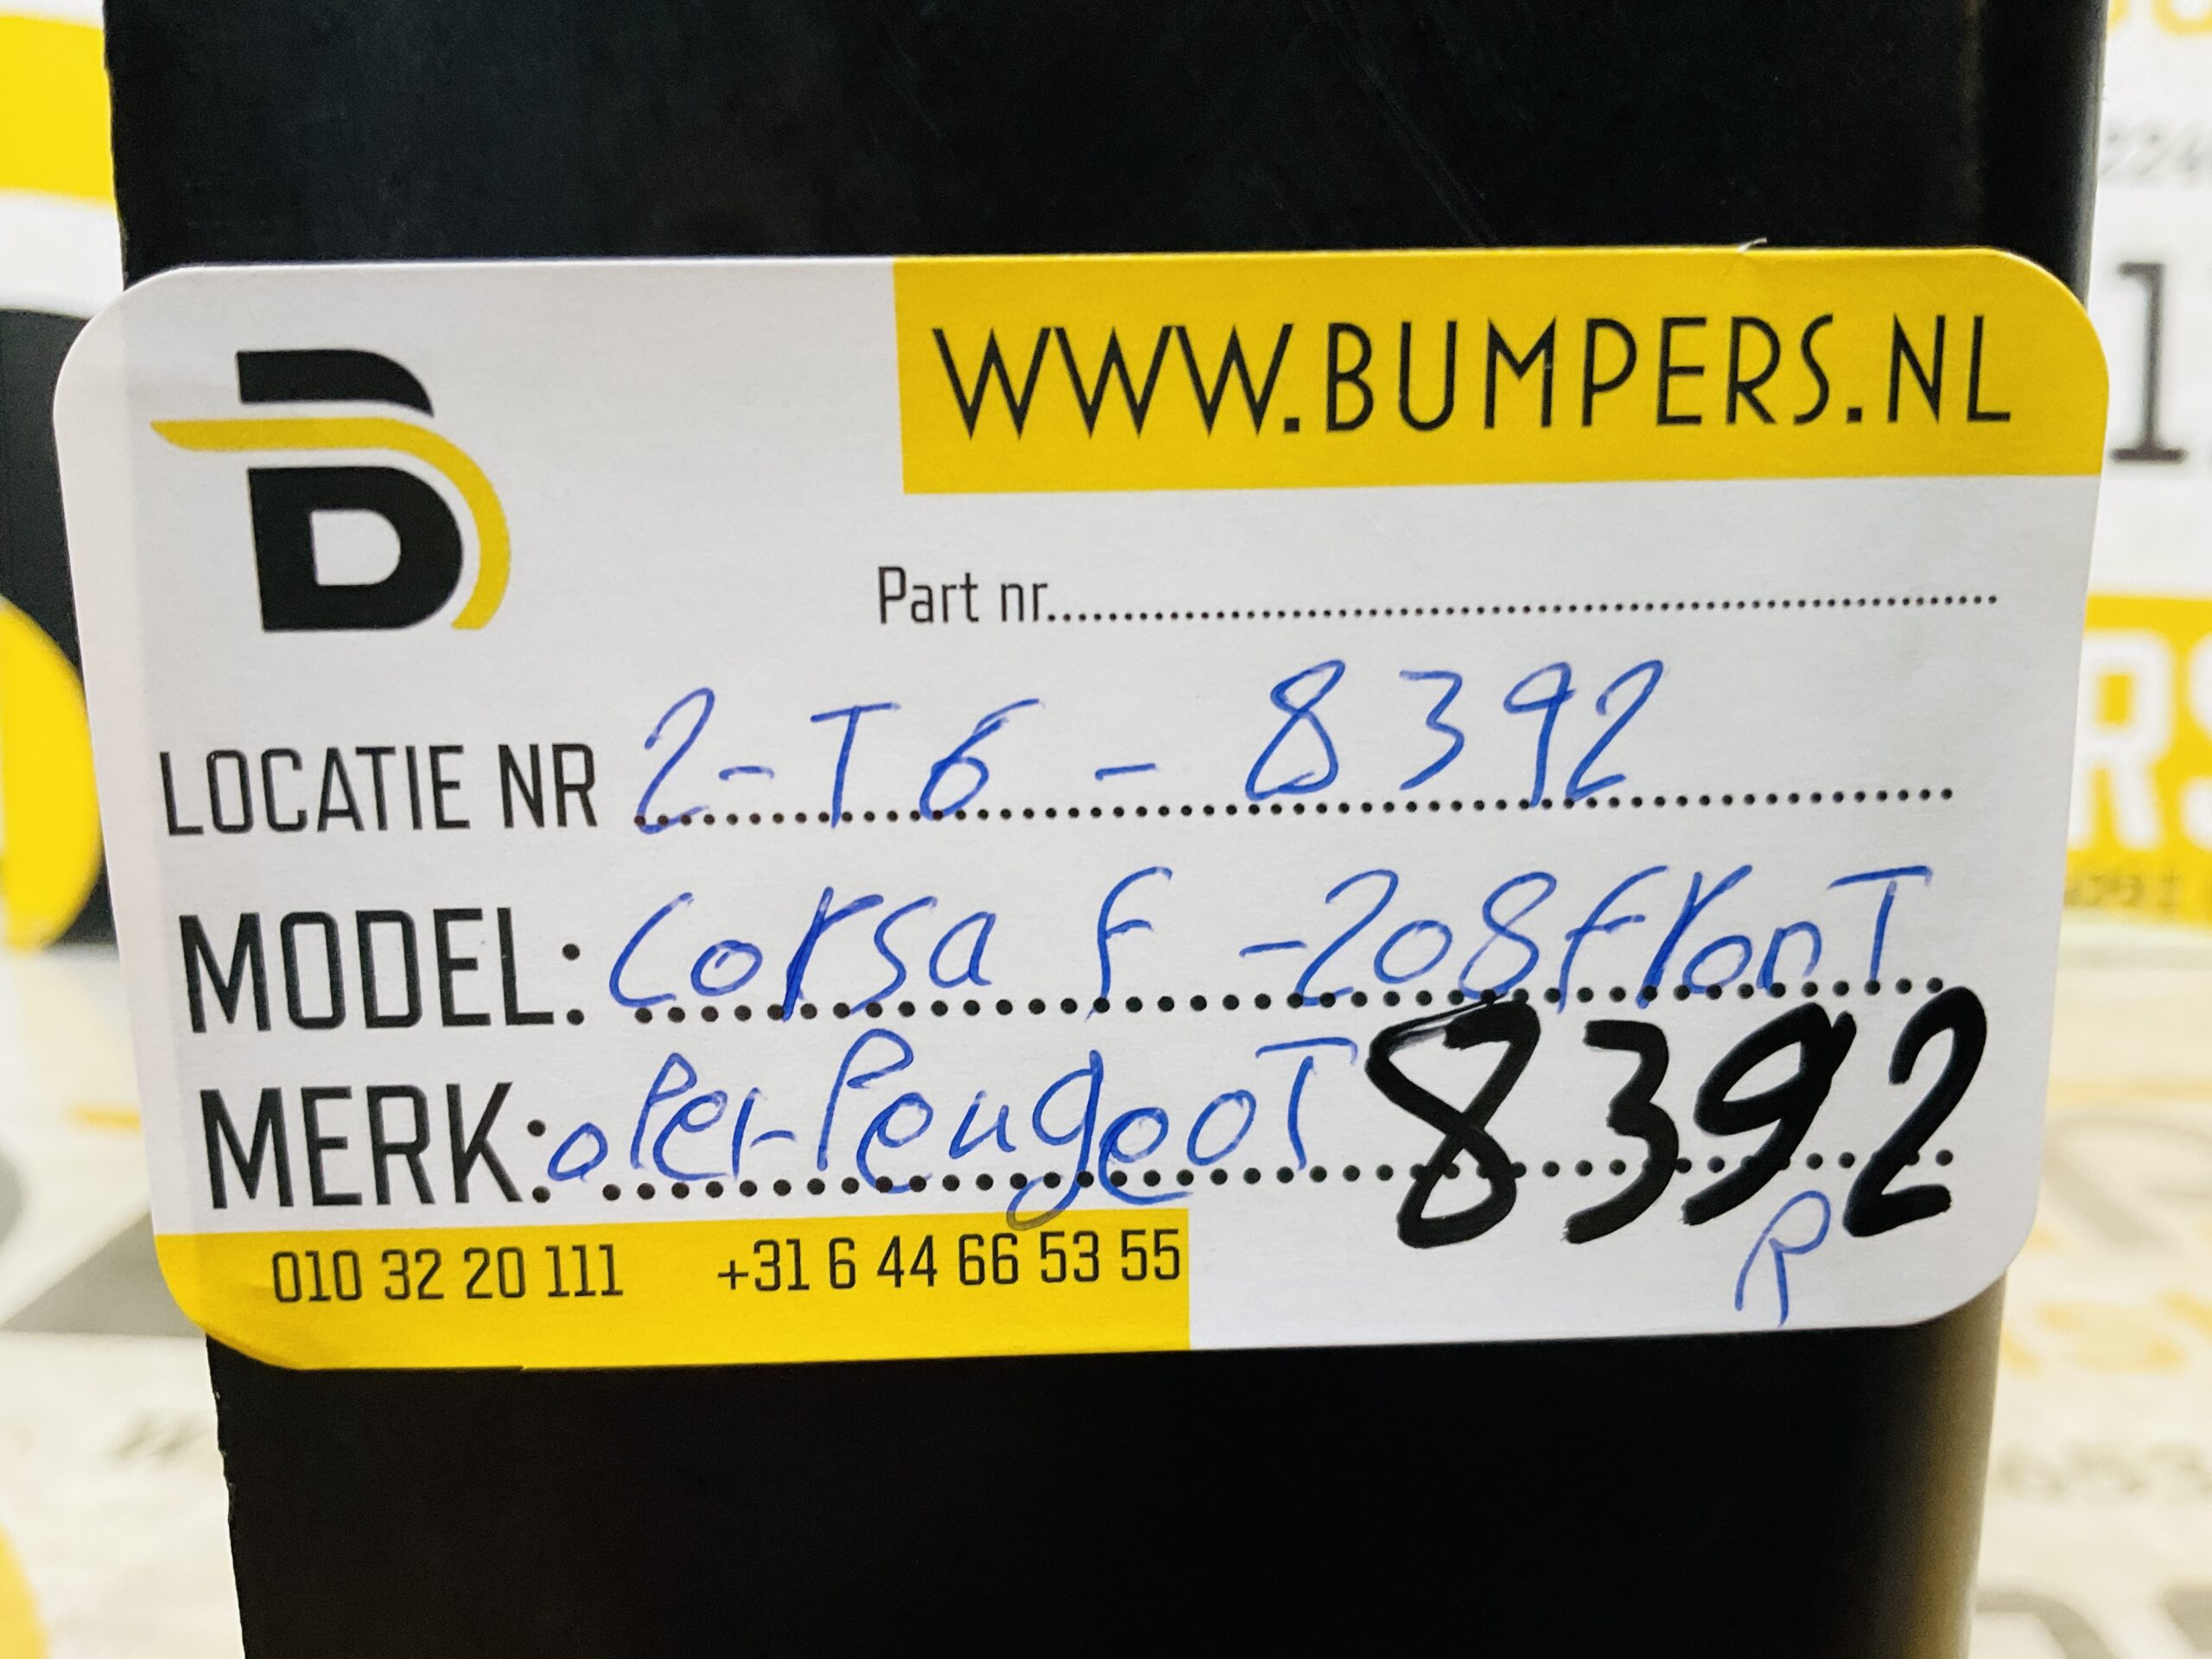 WWW.BUMPERS.NL
Part nr.
LOCATIE NR 2-T6 - 8392
MODEL: Corsa F -208 fronT
MERK: opel-PeugeoT 8392
R
010 32 20 111 +31 6 44 66 53 55